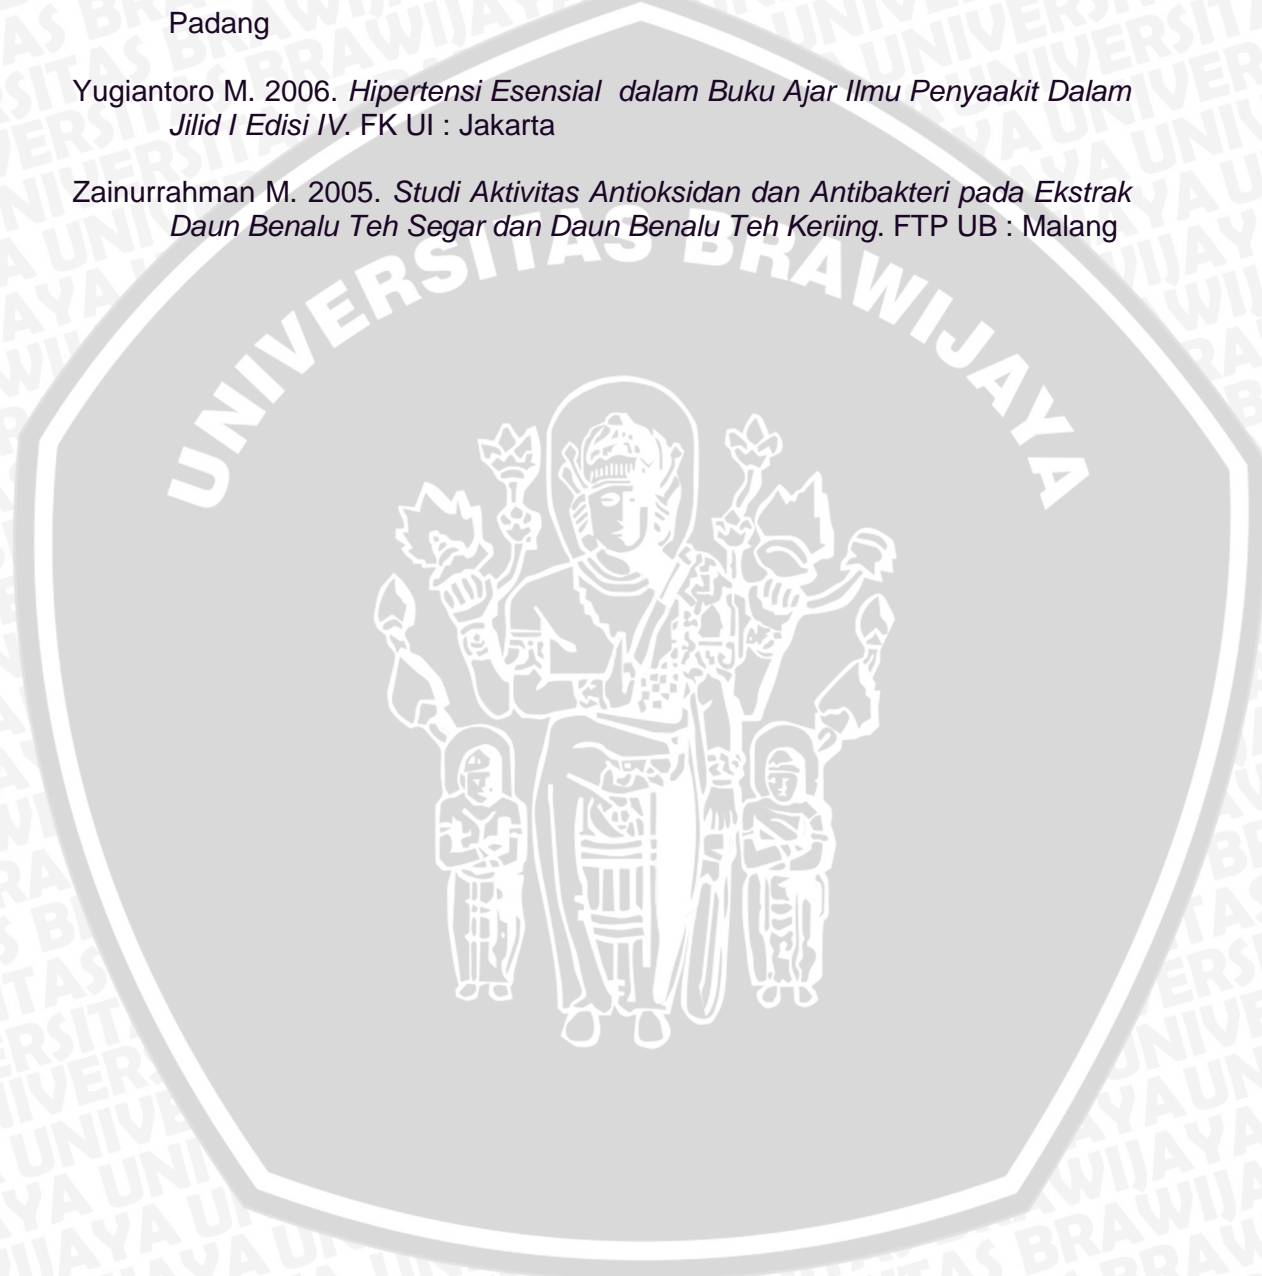 Padang
Yugiantoro M. 2006. Hipertensi Esensial  dalam Buku Ajar Ilmu Penyaakit Dalam
Jilid I Edisi IV. FK UI : Jakarta
Zainurrahman M. 2005. Studi Aktivitas Antioksidan dan Antibakteri pada Ekstrak
Daun Benalu Teh Segar dan Daun Benalu Teh Keriing. FTP UB : Malang
UNIVERSITAS BRAWIJAYA